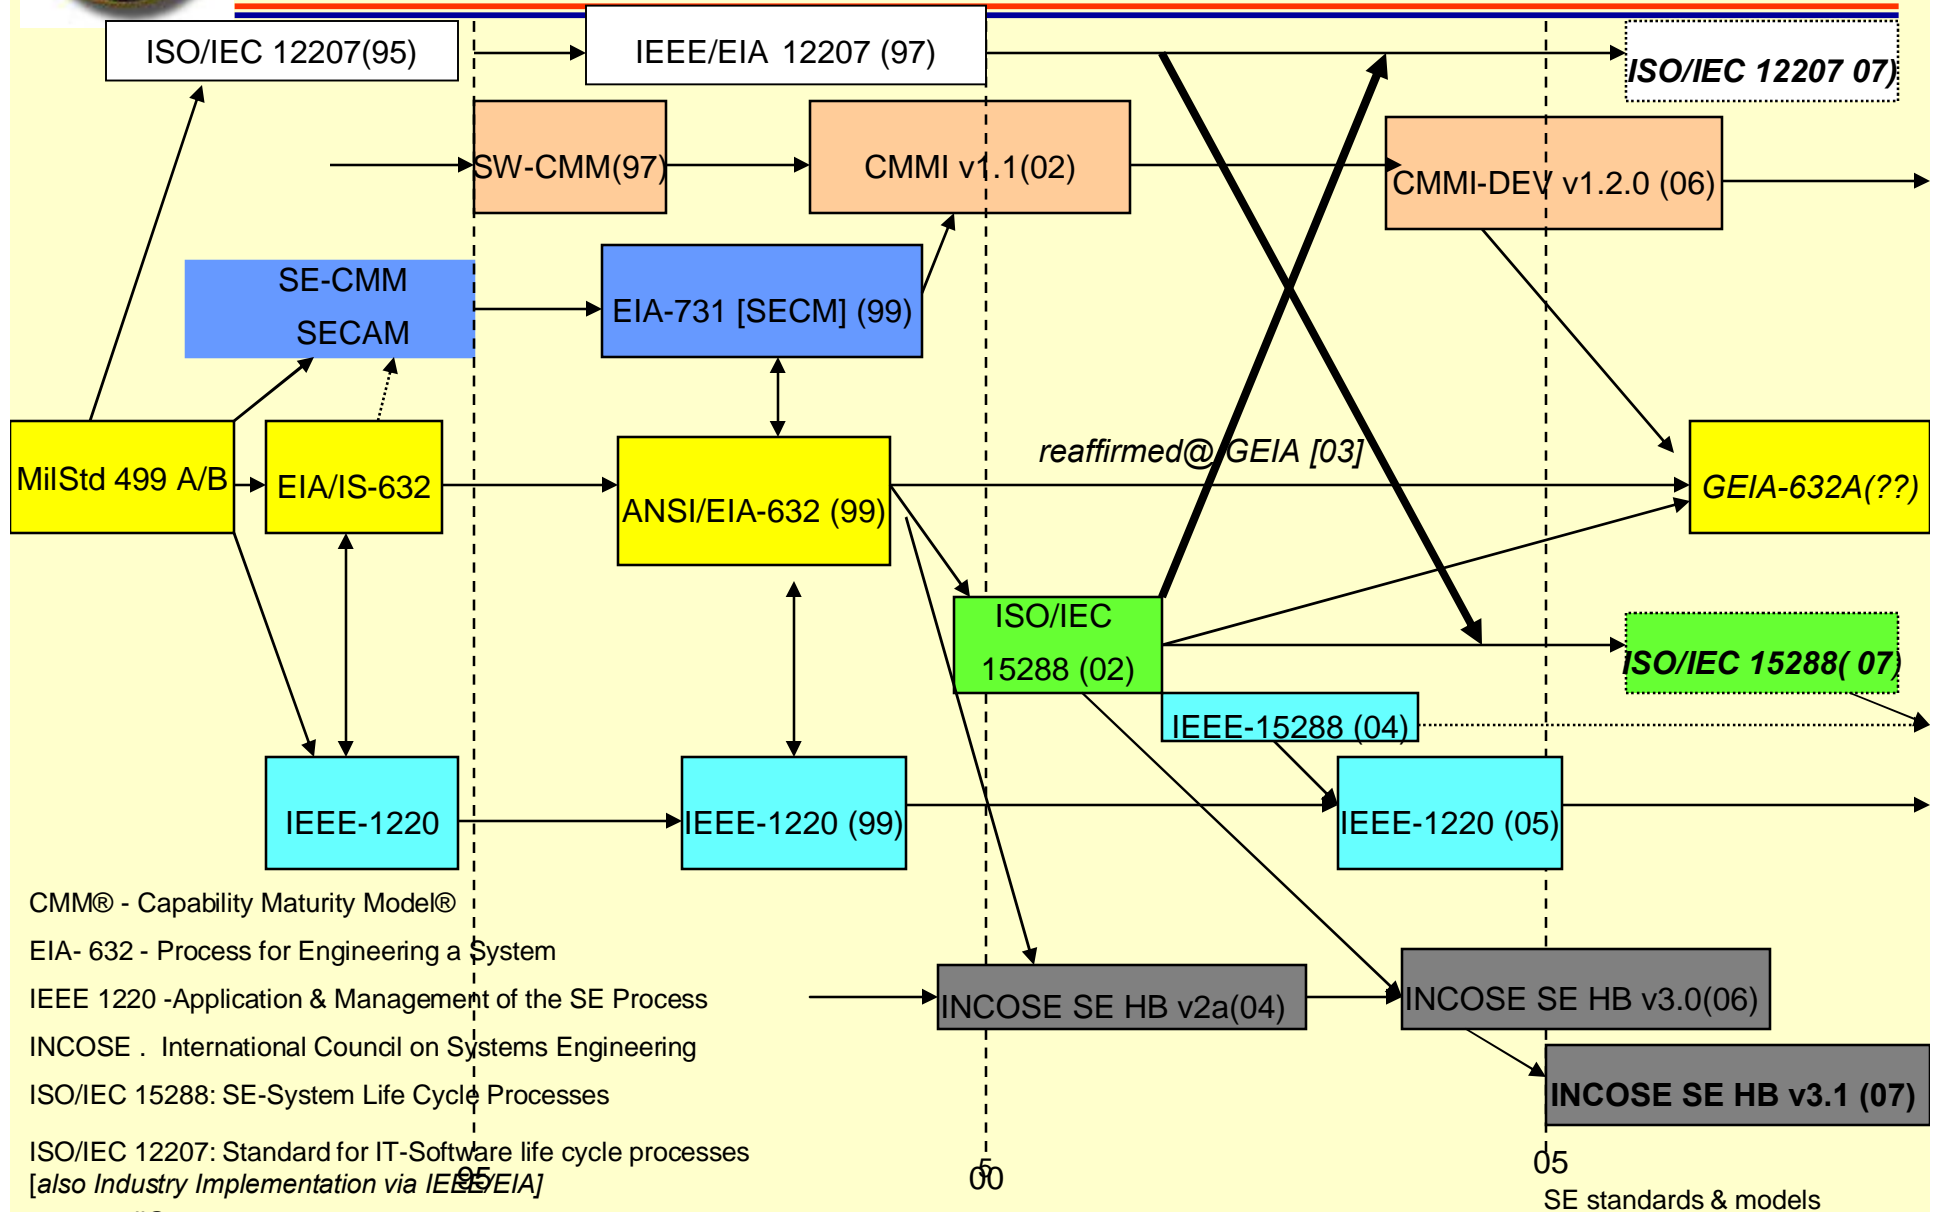 ISO/IEC 12207(95)
IEEE/EIA 12207 (97)
ISO/IEC 12207 07)
SW-CMM(97)
CMMI v1.1(02)
CMMI-DEV v1.2.0 (06)
SE-CMM
SECAM
EIA-731 [SECM] (99)
reaffirmed@ GEIA [03]
MilStd 499 A/B
EIA/IS-632
ANSI/EIA-632 (99)
GEIA-632A(??)
ISO/IEC
15288 (02)
ISO/IEC 15288( 07)
IEEE-15288 (04)
IEEE-1220
IEEE-1220 (99)
IEEE-1220 (05)
CMM® - Capability Maturity Model®
EIA- 632 - Process for Engineering a System
IEEE 1220 -Application & Management of the SE Process
INCOSE SE HB v2a(04)
INCOSE SE HB v3.0(06)
INCOSE . International Council on Systems Engineering
ISO/IEC 15288: SE-System Life Cycle Processes
INCOSE SE HB v3.1 (07)
ISO/IEC 12207: Standard for IT-Software life cycle processes
[also Industry Implementation via IEEE/EIA]
95
5
00
05
SE standards & models